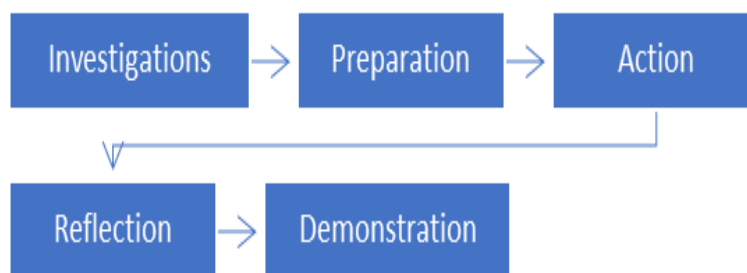 Investigations
Preparation
Action
Reflection
Demonstration